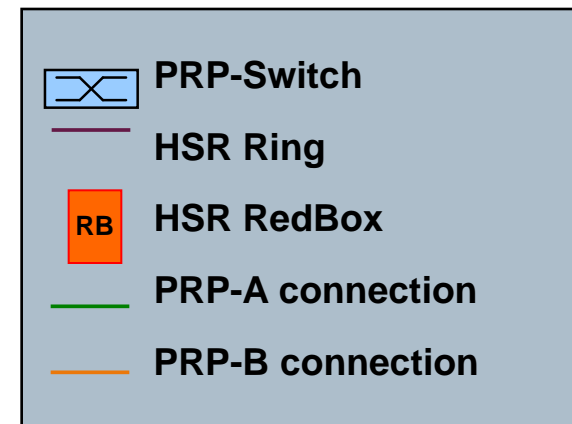 PRP-Switch
HSR Ring
RB HSR RedBox
PRP-A connection
PRP-B connection